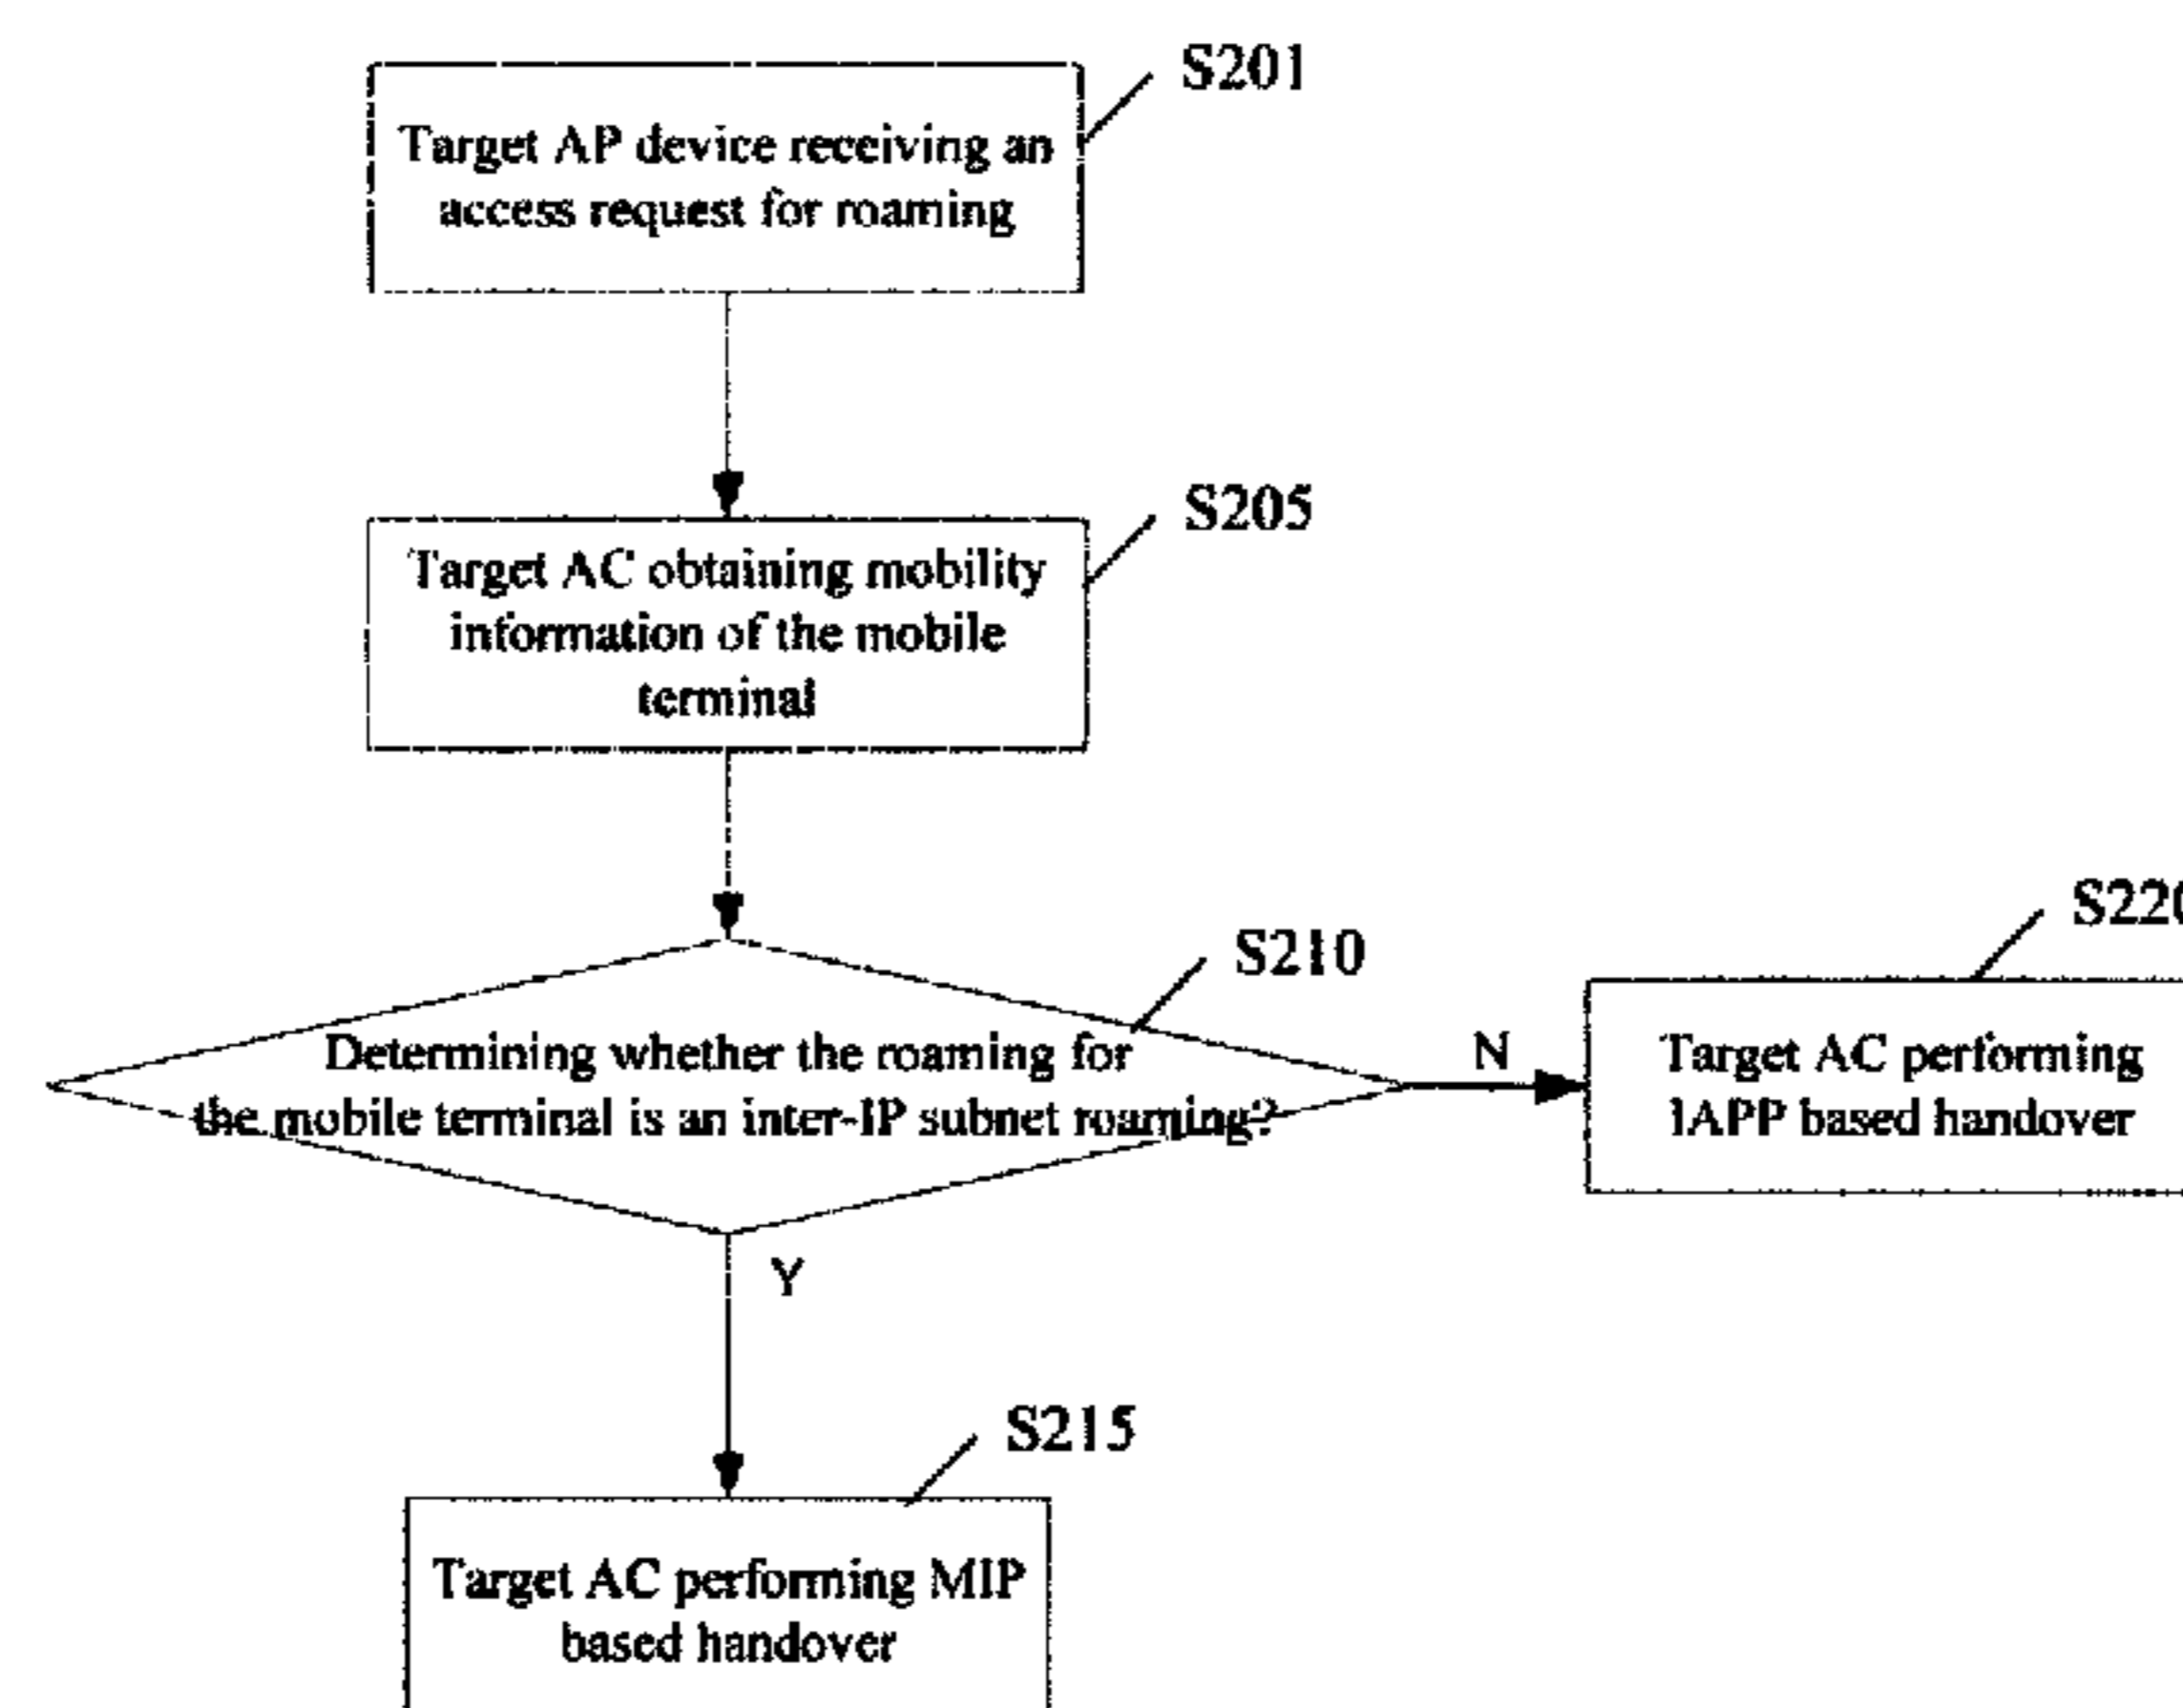 S201
Target AP device receiving an
access request for roaming
S205
Target AC obtaining mobility
information of the mobile
terminal
S210
Determining whether the roaming for
the mobile terminal is an inter-IP subnet roaming?
N
S220
Target AC performing
IAPP based handover
Y
S215
Target AC performing MIP
based handover